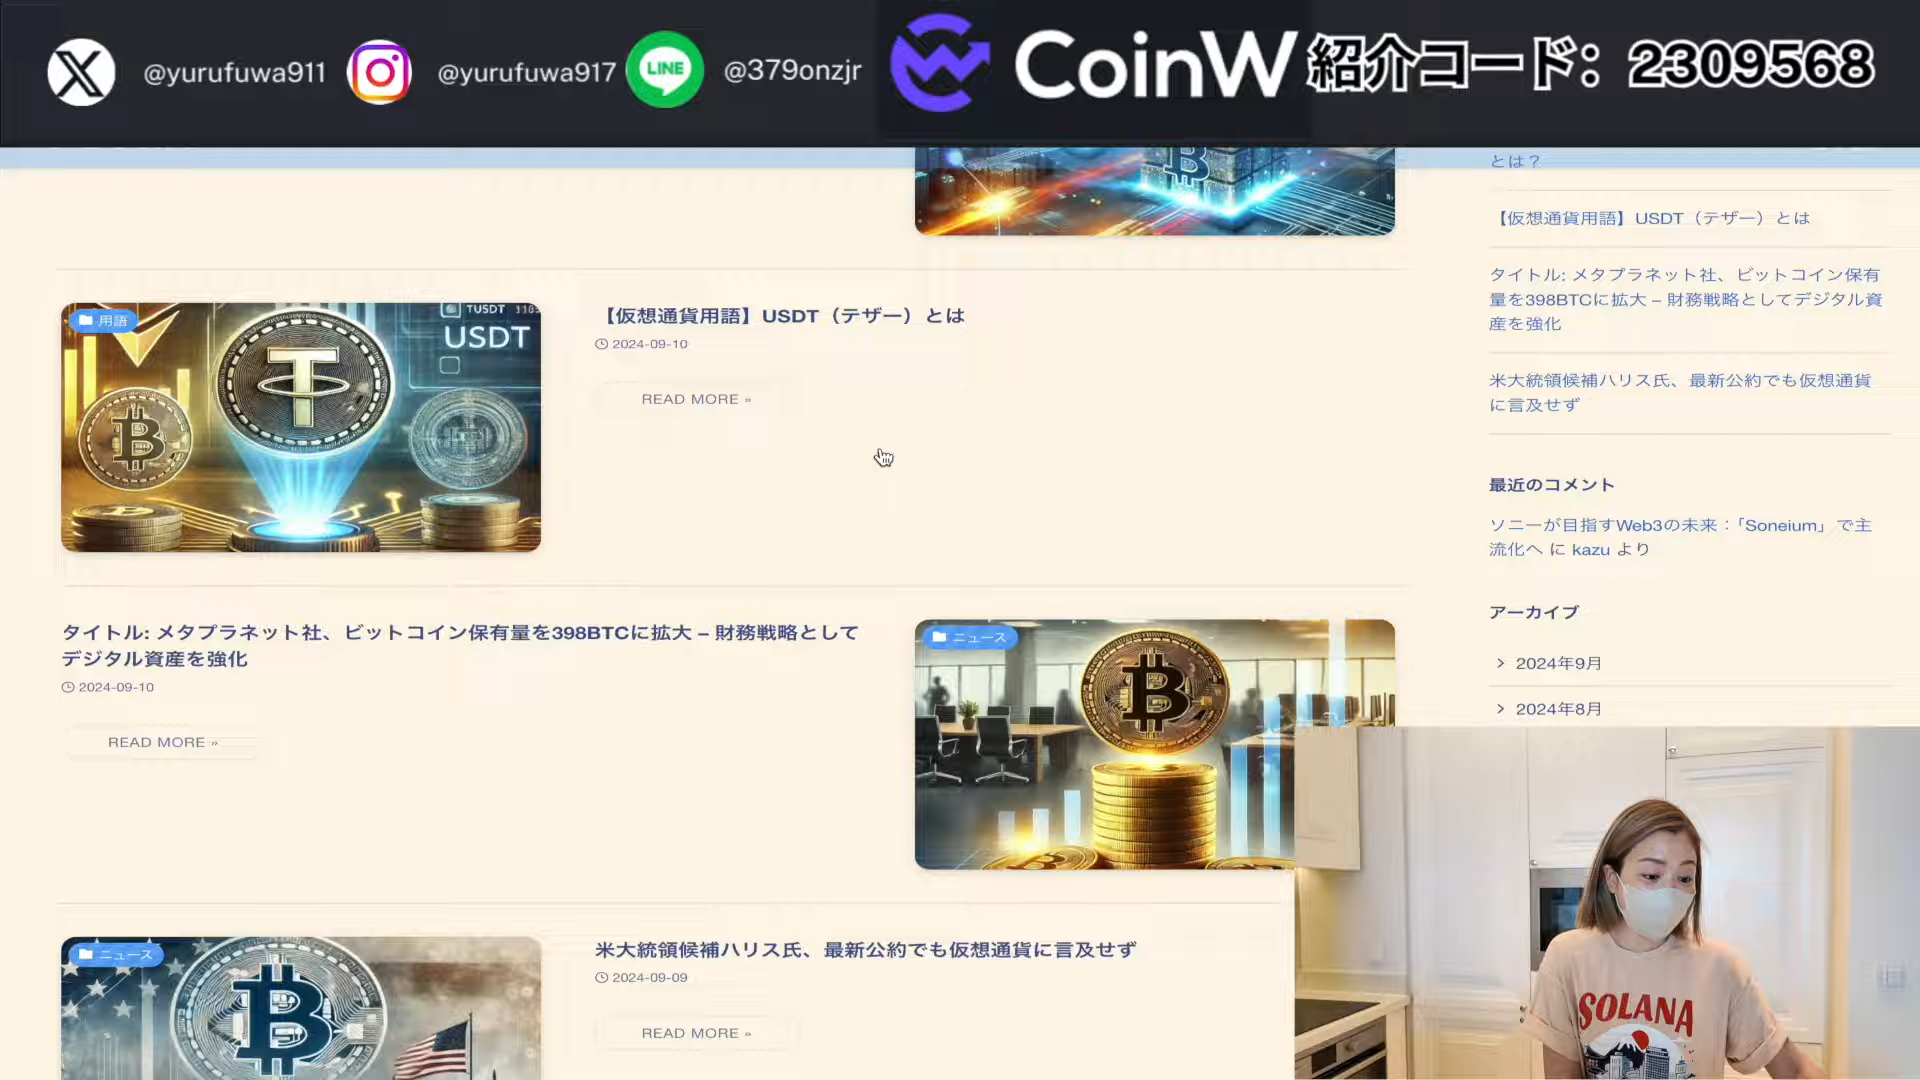 @yurufuwa911
@yurufuwa917
LINE
@379onzjr
CoinW
紹介コード：2309568
とは？
【仮想通貨用語】USDT（テザー）とは
タイトル: メタプラネット社、ビットコイン保有
量を398BTCに拡大 – 財務戦略としてデジタル資
産を強化
米大統領候補ハリス氏、最新公約でも仮想通貨
に言及せず
最近のコメント
ソニーが目指すWeb3の未来：「Soneium」で主
流化へ に kazu より
アーカイブ
2024年9月
2024年8月
用語
TUSDT
USDT
【仮想通貨用語】USDT（テザー）とは
2024-09-10
READ MORE »
タイトル: メタプラネット社、ビットコイン保有量を398BTCに拡大 – 財務戦略として
デジタル資産を強化
2024-09-10
READ MORE »
ニュース
ニュース
米大統領候補ハリス氏、最新公約でも仮想通貨に言及せず
2024-09-09
READ MORE »
SOLANA